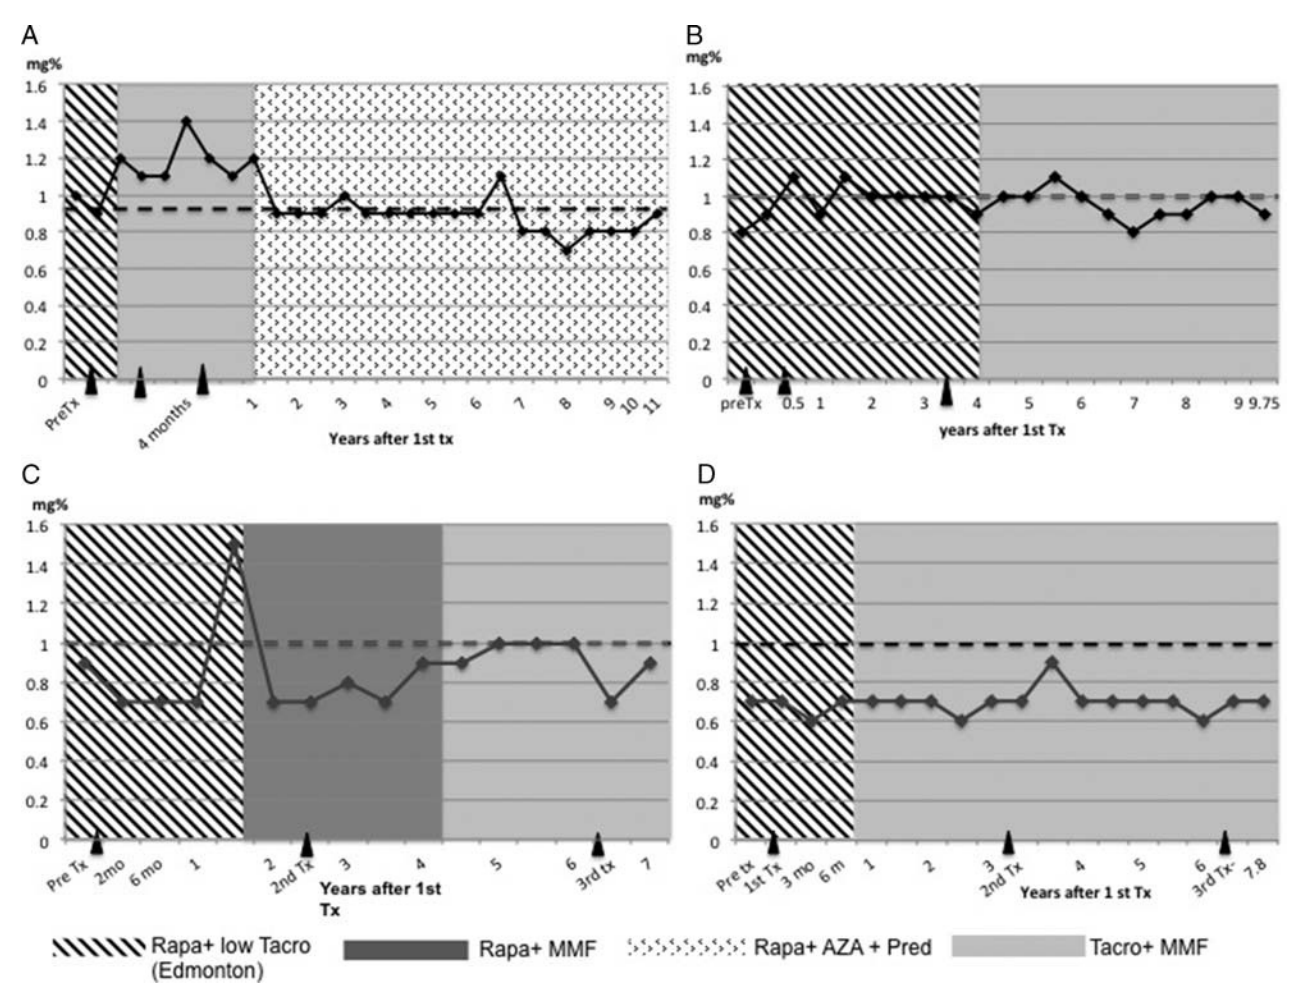 A
mg%
1.6
1.4
1.2
1
0.8
0.6
0.4
0.2
0
PreTx
4 months
1
2
3
4
5
6
7
8
9
10
11
Years after 1st tx
B
mg%
1.6
1.4
1.2
1
0.8
0.6
0.4
0.2
0
preTx 0.5 1 2 3 4 5 6 7 8 9 9.75
years after 1st Tx
C
mg%
1.6
1.4
1.2
1
0.8
0.6
0.4
0.2
0
Pre Tx
2mo
6 mo
1
2
2nd Tx
3
4
5
6
3rd tx
7
Years after 1st
Tx
D
mg%
1.6
1.4
1.2
1
0.8
0.6
0.4
0.2
0
Pre tx
1st Tx
3 mo
6 m
1
2
3
2nd Tx
4
5
6
3rd Tx-
7.8
Years after 1 st Tx
Rapa+ low Tacro
(Edmonton)
Rapa+ MMF
Rapa+ AZA + Pred
Tacro+ MMF